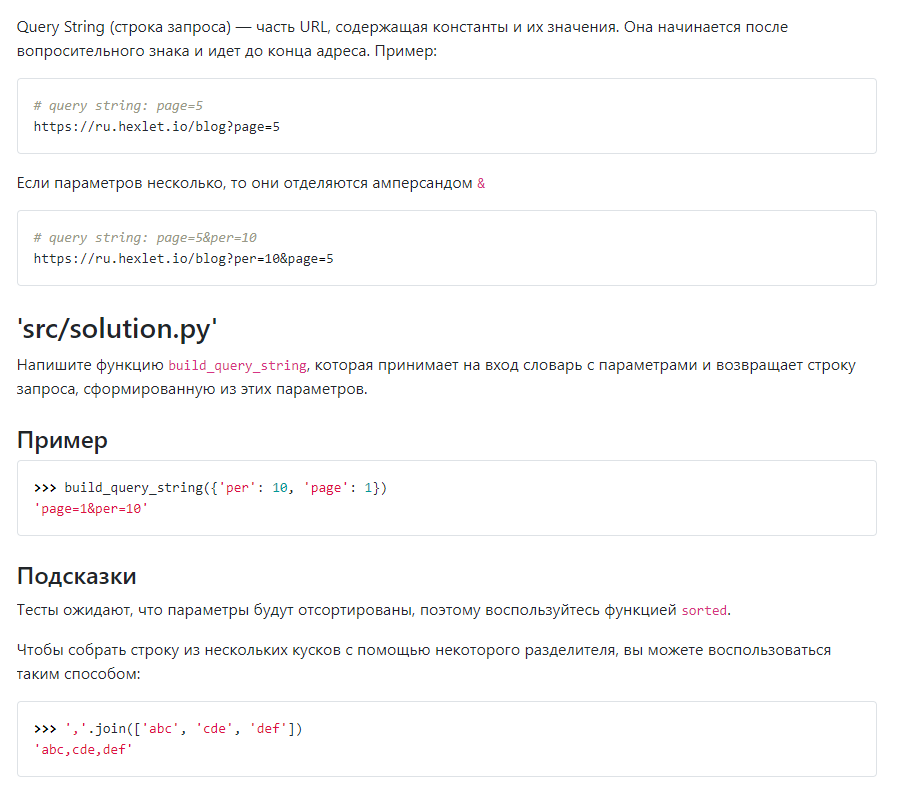 Query String (строка запроса) — часть URL, содержащая константы и их значения. Она начинается после
вопросительного знака и идет до конца адреса. Пример:
# query string: page=5
https://ru.hexlet.io/blog?page=5
Если параметров несколько, то они отделяются амперсандом &
# query string: page=5&per=10
https://ru.hexlet.io/blog?per=10&page=5
'src/solution.py'
Напишите функцию build_query_string, которая принимает на вход словарь с параметрами и возвращает строку
запроса, сформированную из этих параметров.
Пример
>>> build_query_string({'per': 10, 'page': 1})
'page=1&per=10'
Подсказки
Тесты ожидают, что параметры будут отсортированы, поэтому воспользуйтесь функцией sorted.
Чтобы собрать строку из нескольких кусков с помощью некоторого разделителя, вы можете воспользоваться
таким способом:
>>> ','.join(['abc', 'cde', 'def'])
'abc,cde,def'